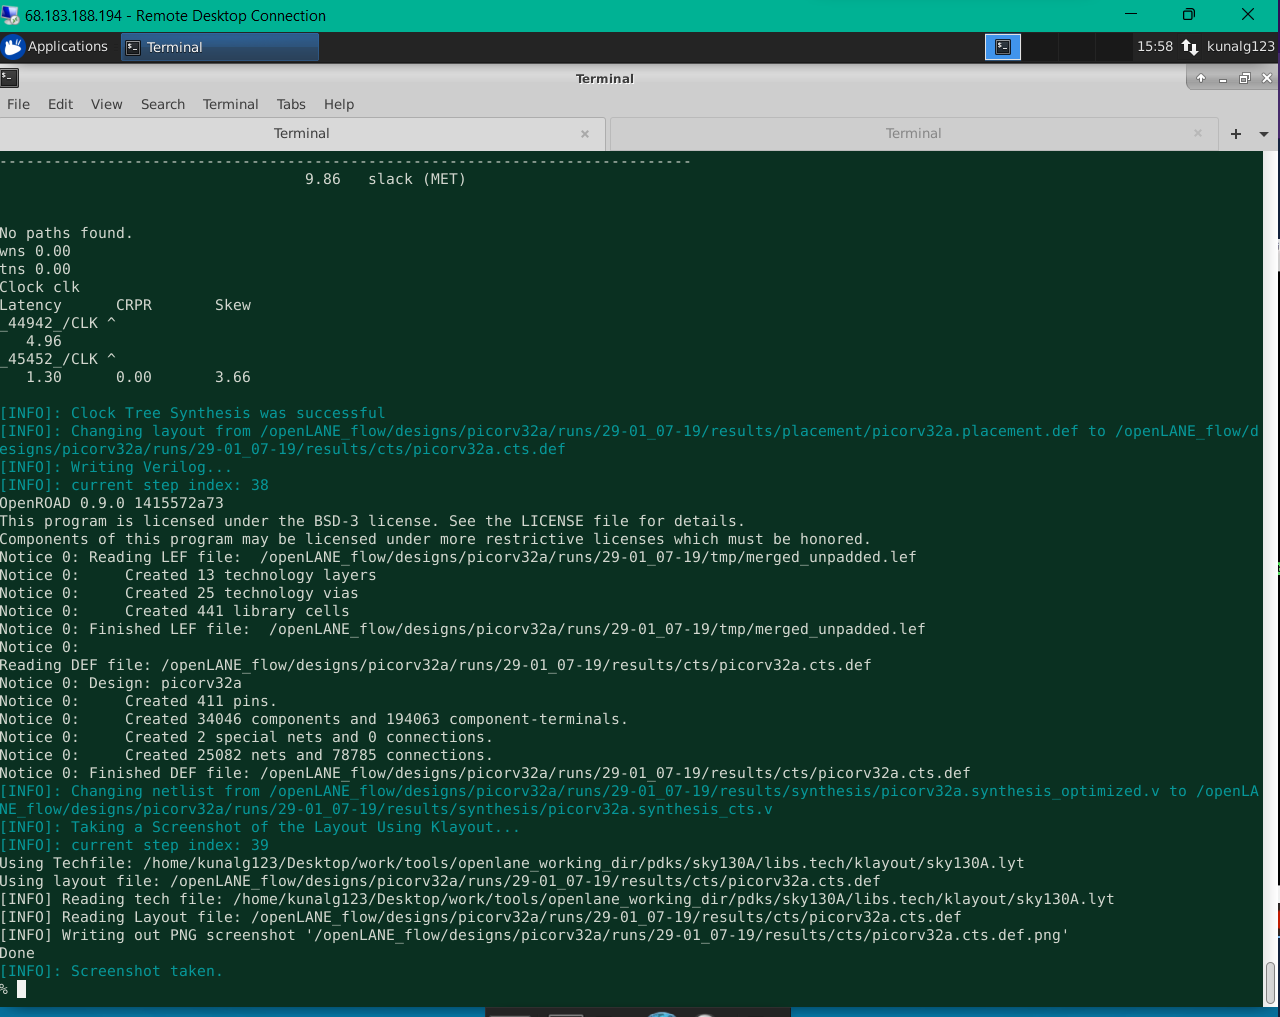 68.183.188.194 - Remote Desktop Connection
Applications
Terminal
15:58
kunalg123
Terminal
File Edit View Search Terminal Tabs Help
Terminal
Terminal
-----------------------------------------------------------------------------
9.86 slack (MET)
No paths found.
wns 0.00
tns 0.00
Clock clk
Latency CRPR Skew
_44942_/CLK ^
4.96
_45452_/CLK ^
1.30 0.00 3.66
[INFO]: Clock Tree Synthesis was successful
[INFO]: Changing layout from /openLANE_flow/designs/picorv32a/runs/29-01_07-19/results/placement/picorv32a.placement.def to /openLANE_flow/d
esigns/picorv32a/runs/29-01_07-19/results/cts/picorv32a.cts.def
[INFO]: Writing Verilog...
[INFO]: current step index: 38
OpenROAD 0.9.0 1415572a73
This program is licensed under the BSD-3 license. See the LICENSE file for details.
Components of this program may be licensed under more restrictive licenses which must be honored.
Notice 0: Reading LEF file:  /openLANE_flow/designs/picorv32a/runs/29-01_07-19/tmp/merged_unpadded.lef
Notice 0:     Created 13 technology layers
Notice 0:     Created 25 technology vias
Notice 0:     Created 441 library cells
Notice 0: Finished LEF file:  /openLANE_flow/designs/picorv32a/runs/29-01_07-19/tmp/merged_unpadded.lef
Notice 0:
Reading DEF file: /openLANE_flow/designs/picorv32a/runs/29-01_07-19/results/cts/picorv32a.cts.def
Notice 0: Design: picorv32a
Notice 0:     Created 411 pins.
Notice 0:     Created 34046 components and 194063 component-terminals.
Notice 0:     Created 2 special nets and 0 connections.
Notice 0:     Created 25082 nets and 78785 connections.
Notice 0: Finished DEF file: /openLANE_flow/designs/picorv32a/runs/29-01_07-19/results/cts/picorv32a.cts.def
[INFO]: Changing netlist from /openLANE_flow/designs/picorv32a/runs/29-01_07-19/results/synthesis/picorv32a.synthesis_optimized.v to /openLA
NE_flow/designs/picorv32a/runs/29-01_07-19/results/synthesis/picorv32a.synthesis_cts.v
[INFO]: Taking a Screenshot of the Layout Using Klayout...
[INFO]: current step index: 39
Using Techfile: /home/kunalg123/Desktop/work/tools/openlane_working_dir/pdks/sky130A/libs.tech/klayout/sky130A.lyt
Using layout file: /openLANE_flow/designs/picorv32a/runs/29-01_07-19/results/cts/picorv32a.cts.def
[INFO] Reading tech file: /home/kunalg123/Desktop/work/tools/openlane_working_dir/pdks/sky130A/libs.tech/klayout/sky130A.lyt
[INFO] Reading Layout file: /openLANE_flow/designs/picorv32a/runs/29-01_07-19/results/cts/picorv32a.cts.def
[INFO] Writing out PNG screenshot '/openLANE_flow/designs/picorv32a/runs/29-01_07-19/results/cts/picorv32a.cts.def.png'
Done
[INFO]: Screenshot taken.
%